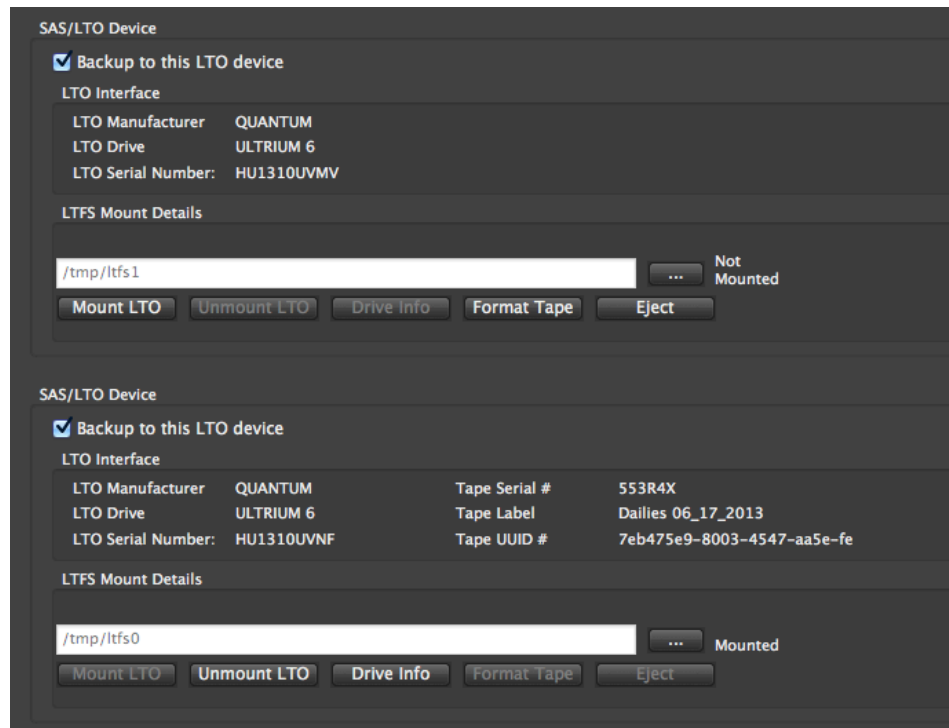 SAS/LTO Device
Backup to this LTO device
LTO Interface
LTO Manufacturer QUANTUM
LTO Drive ULTRIUM 6
LTO Serial Number: HU1310UVMV
LTFS Mount Details
/tmp/ltfs1 ... Not
Mounted
Mount LTO Unmount LTO Drive Info Format Tape Eject
SAS/LTO Device
Backup to this LTO device
LTO Interface
LTO Manufacturer QUANTUM Tape Serial # 553R4X
LTO Drive ULTRIUM 6 Tape Label Dailies 06_17_2013
LTO Serial Number: HU1310UVNF Tape UUID # 7eb475e9-8003-4547-aa5e-fe
LTFS Mount Details
/tmp/ltfs0 ... Mounted
Mount LTO Unmount LTO Drive Info Format Tape Eject